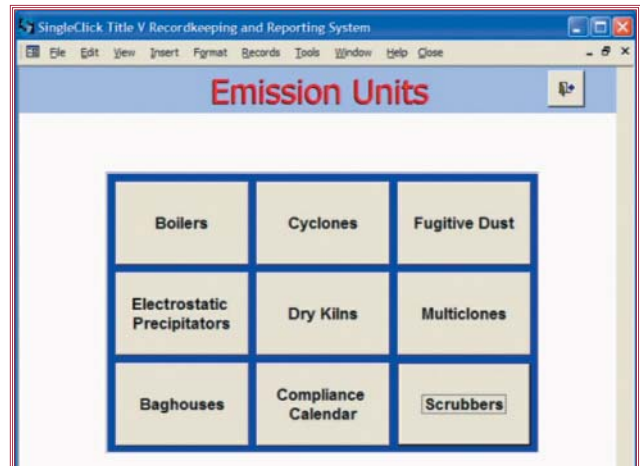 SingleClick Title V Recordkeeping and Reporting System
File Edit View Insert Format Records Tools Window Help Close
Emission Units
Boilers
Cyclones
Fugitive Dust
Electrostatic
Precipitators
Dry Kilns
Multiclones
Baghouses
Compliance
Calendar
Scrubbers